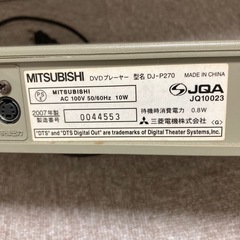 MITSUBISHI DVDプレーヤー 型名 DJ-P270 MADE IN CHINA
MITSUBISHI
AC 100V 50/60Hz 10W
JQA
JQ10023
待機時消費電力 0.8W
2007年製
製造番号 0044553
三菱電機株式会社 <G>
"DTS" and "DTS Digital Out" are trademarks of Digital Theater Systems, Inc.